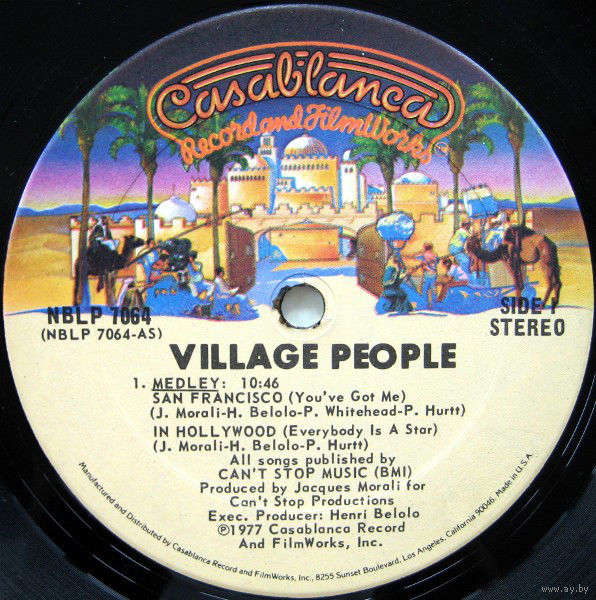 Casablanca
Record and FilmWorks
NBLP 7064
(NBLP 7064-AS)
SIDE 1
STEREO
VILLAGE PEOPLE
1. MEDLEY: 10:46
SAN FRANCISCO (You've Got Me)
(J. Morali-H. Belolo-P. Whitehead-P. Hurtt)
IN HOLLYWOOD (Everybody Is A Star)
(J. Morali-H. Belolo-P. Hurtt)
All songs published by
CAN'T STOP MUSIC (BMI)
Produced by Jacques Morali for
Can't Stop Productions
Exec. Producer: Henri Belolo
℗1977 Casablanca Record
And FilmWorks, Inc.
Manufactured and Distributed by Casablanca Record and FilmWorks, Inc., 8255 Sunset Boulevard, Los Angeles, California 90046. Made in U.S.A.
www.ay.by